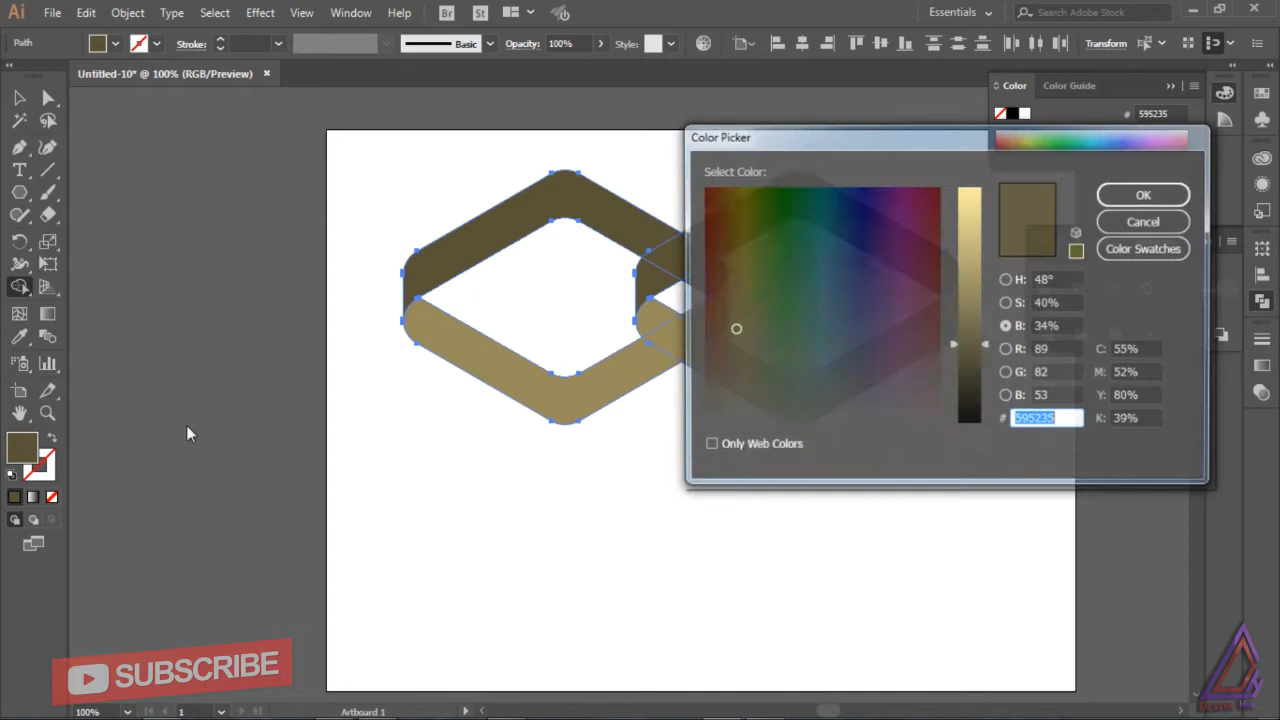 Ai File Edit Object Type Select Effect View Window Help Br St Essentials Search Adobe Stock
Path Stroke: Basic Opacity: 100% Style: Transform
Untitled-10* @ 100% (RGB/Preview) ×
Color Color Guide
# 595235
Color Picker
Select Color:
OK
Cancel
Color Swatches
H: 48°
S: 40%
B: 34%
R: 89 C: 55%
G: 82 M: 52%
B: 53 Y: 80%
# 595235 K: 39%
Only Web Colors
SUBSCRIBE
100% 1 Artboard 1